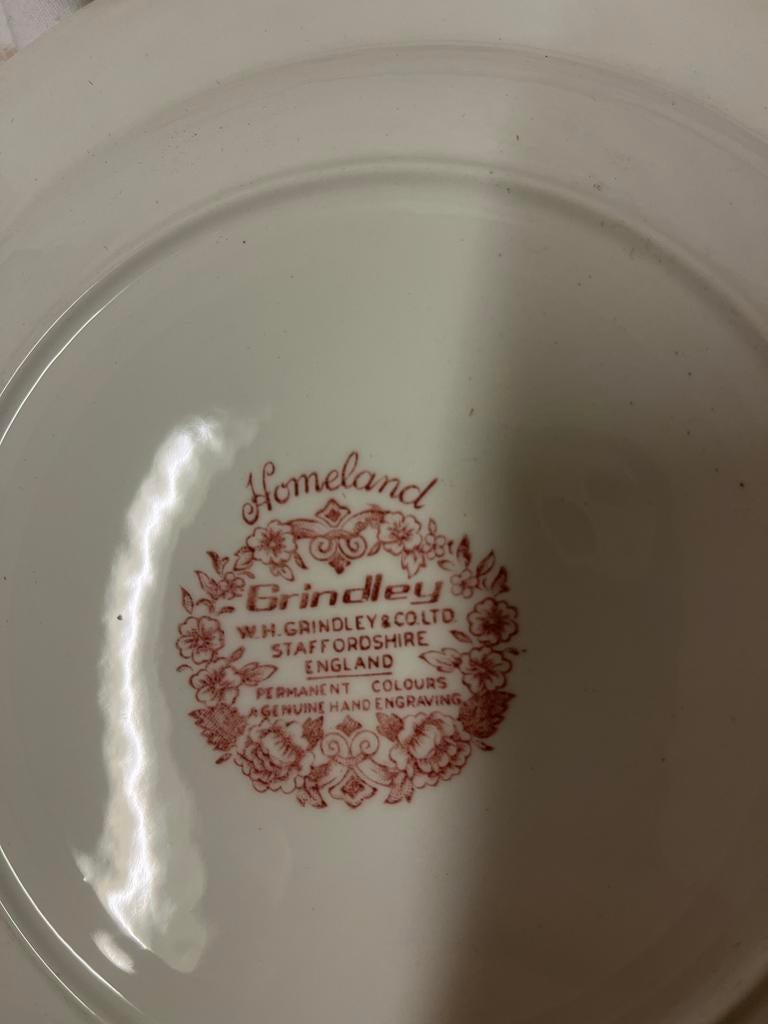 Homeland
Grindley
W.H. GRINDLEY & CO. LTD.
STAFFORDSHIRE
ENGLAND
PERMANENT COLOURS
A GENUINE HAND ENGRAVING